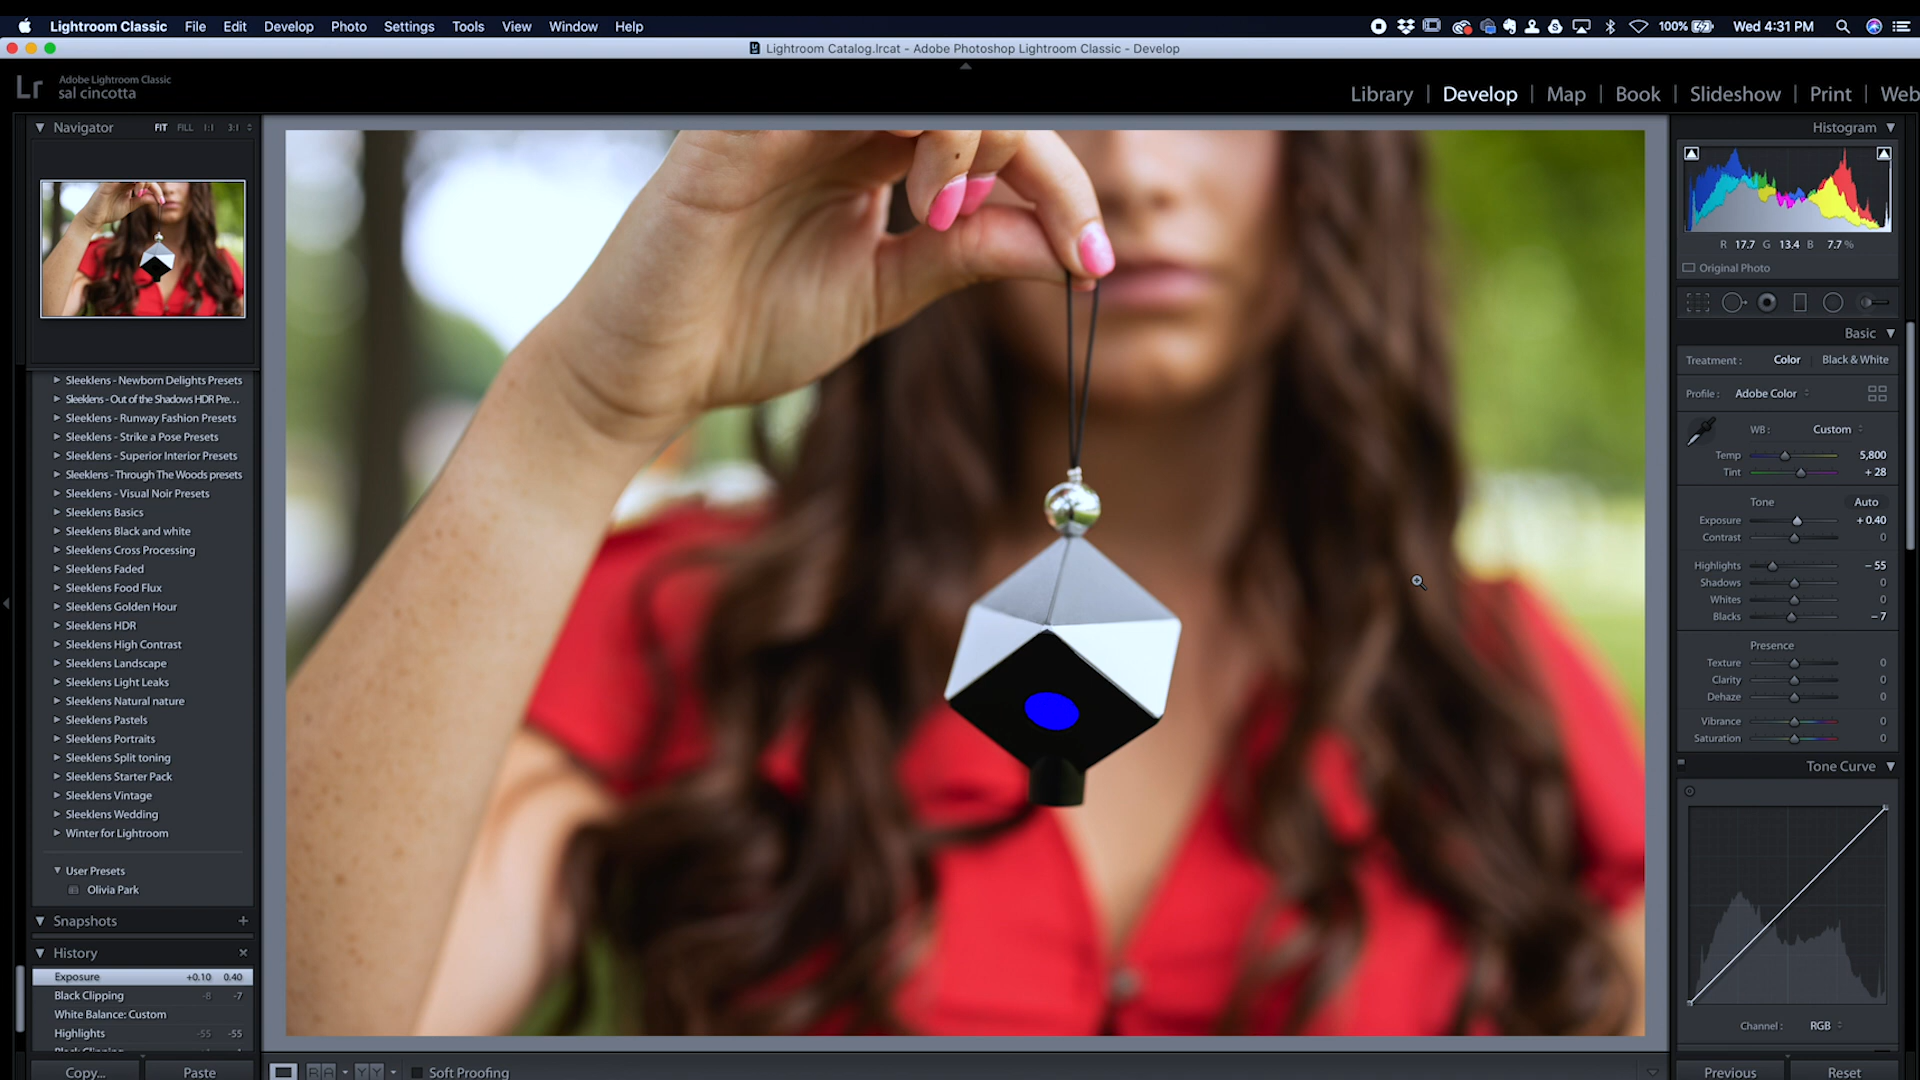 Lightroom Classic File Edit Develop Photo Settings Tools View Window Help 100% Wed 4:31 PM
Lightroom Catalog.lrcat - Adobe Photoshop Lightroom Classic - Develop
Lr Adobe Lightroom Classic
sal cincotta
Library | Develop | Map | Book | Slideshow | Print | Web
Navigator FIT FILL 1:1 3:1
Sleeklens - Newborn Delights Presets
Sleeklens - Out of the Shadows HDR Pre...
Sleeklens - Runway Fashion Presets
Sleeklens - Strike a Pose Presets
Sleeklens - Superior Interior Presets
Sleeklens - Through The Woods presets
Sleeklens - Visual Noir Presets
Sleeklens Basics
Sleeklens Black and white
Sleeklens Cross Processing
Sleeklens Faded
Sleeklens Food Flux
Sleeklens Golden Hour
Sleeklens HDR
Sleeklens High Contrast
Sleeklens Landscape
Sleeklens Light Leaks
Sleeklens Natural nature
Sleeklens Pastels
Sleeklens Portraits
Sleeklens Split toning
Sleeklens Starter Pack
Sleeklens Vintage
Sleeklens Wedding
Winter for Lightroom
User Presets
Olivia Park
Snapshots +
History ×
Exposure +0.10 0.40
Black Clipping -8 -7
White Balance: Custom
Highlights -55 -55
Copy... Paste
Soft Proofing
Histogram
R 17.7 G 13.4 B 7.7 %
Original Photo
Basic
Treatment : Color Black & White
Profile : Adobe Color
WB : Custom
Temp 5,800
Tint + 28
Tone Auto
Exposure + 0.40
Contrast 0
Highlights − 55
Shadows 0
Whites 0
Blacks − 7
Presence
Texture 0
Clarity 0
Dehaze 0
Vibrance 0
Saturation 0
Tone Curve
Channel : RGB
Previous Reset